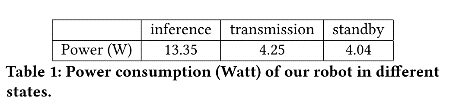 inference transmission standby
Power (W) 13.35 4.25 4.04
Table 1: Power consumption (Watt) of our robot in different
states.